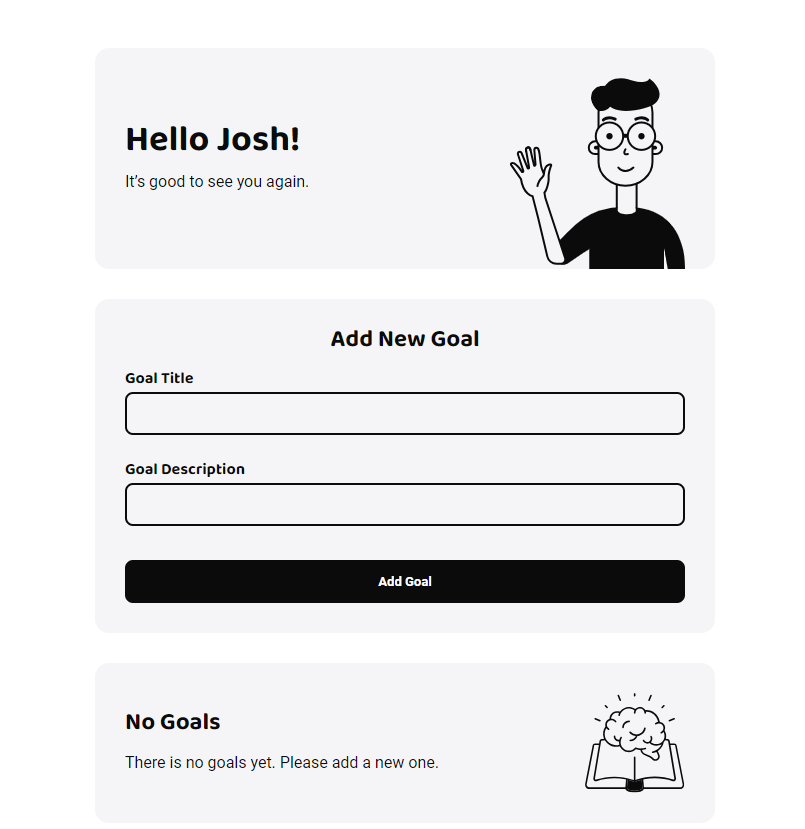 Hello Josh!
It's good to see you again.
Add New Goal
Goal Title
Goal Description
Add Goal
No Goals
There is no goals yet. Please add a new one.